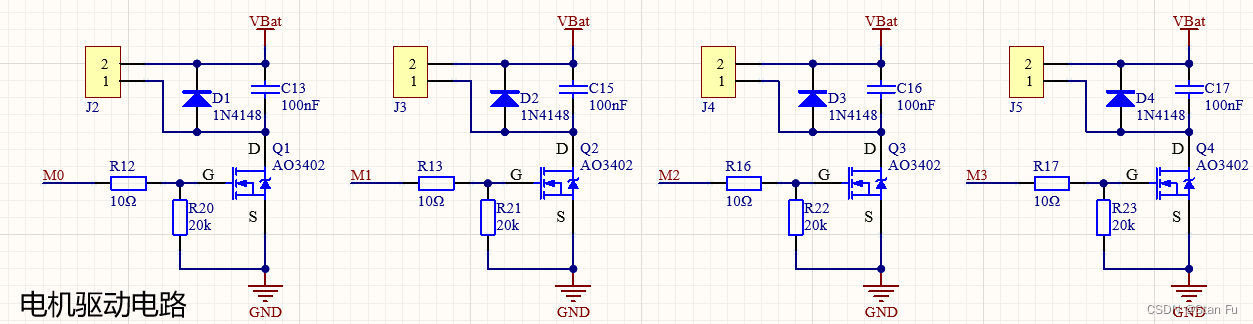 VBat VBat VBat VBat
2 2 2 2
1 1 1 1
J2 J3 J4 J5
D1 D2 D3 D4
1N4148 1N4148 1N4148 1N4148
C13 C15 C16 C17
100nF 100nF 100nF 100nF
D D D D
Q1 Q2 Q3 Q4
AO3402 AO3402 AO3402 AO3402
M0 R12 G M1 R13 G M2 R16 G M3 R17 G
10Ω 10Ω 10Ω 10Ω
R20 S R21 S R22 S R23 S
20k 20k 20k 20k
电机驱动电路
GND GND GND GND
CSDN @Stan Fu